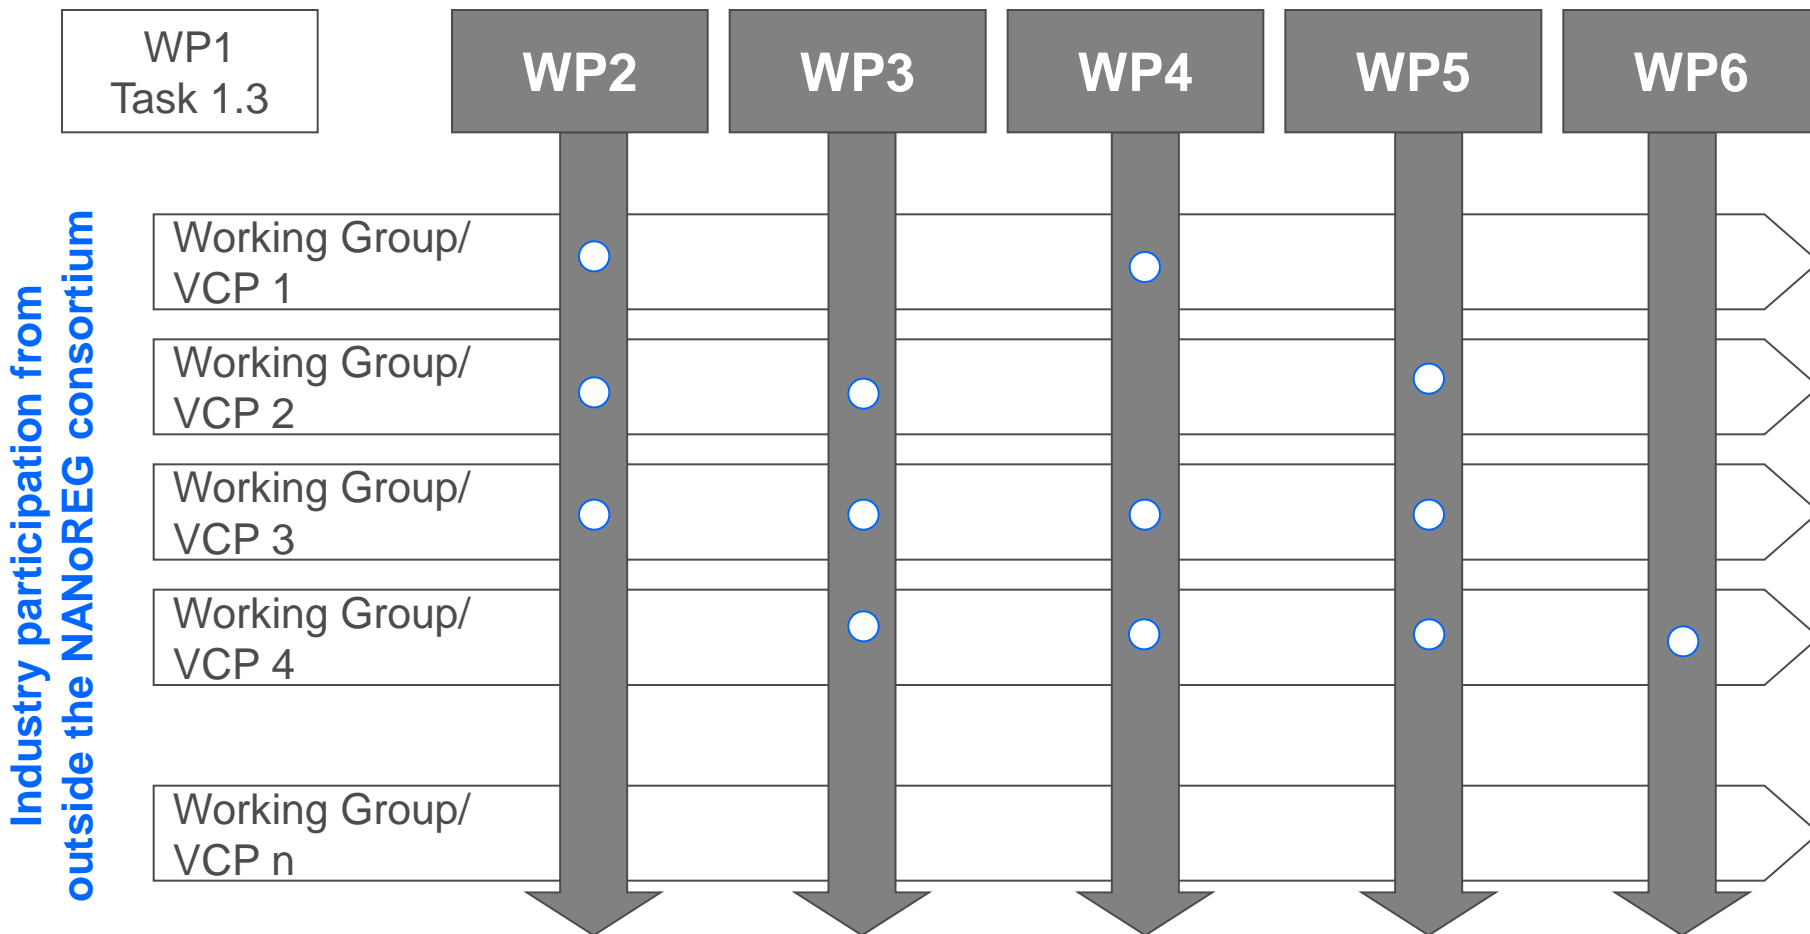 WP1
Task 1.3
WP2
WP3
WP4
WP5
WP6
Industry participation from
outside the NANoREG consortium
Working Group/
VCP 1
Working Group/
VCP 2
Working Group/
VCP 3
Working Group/
VCP 4
Working Group/
VCP n